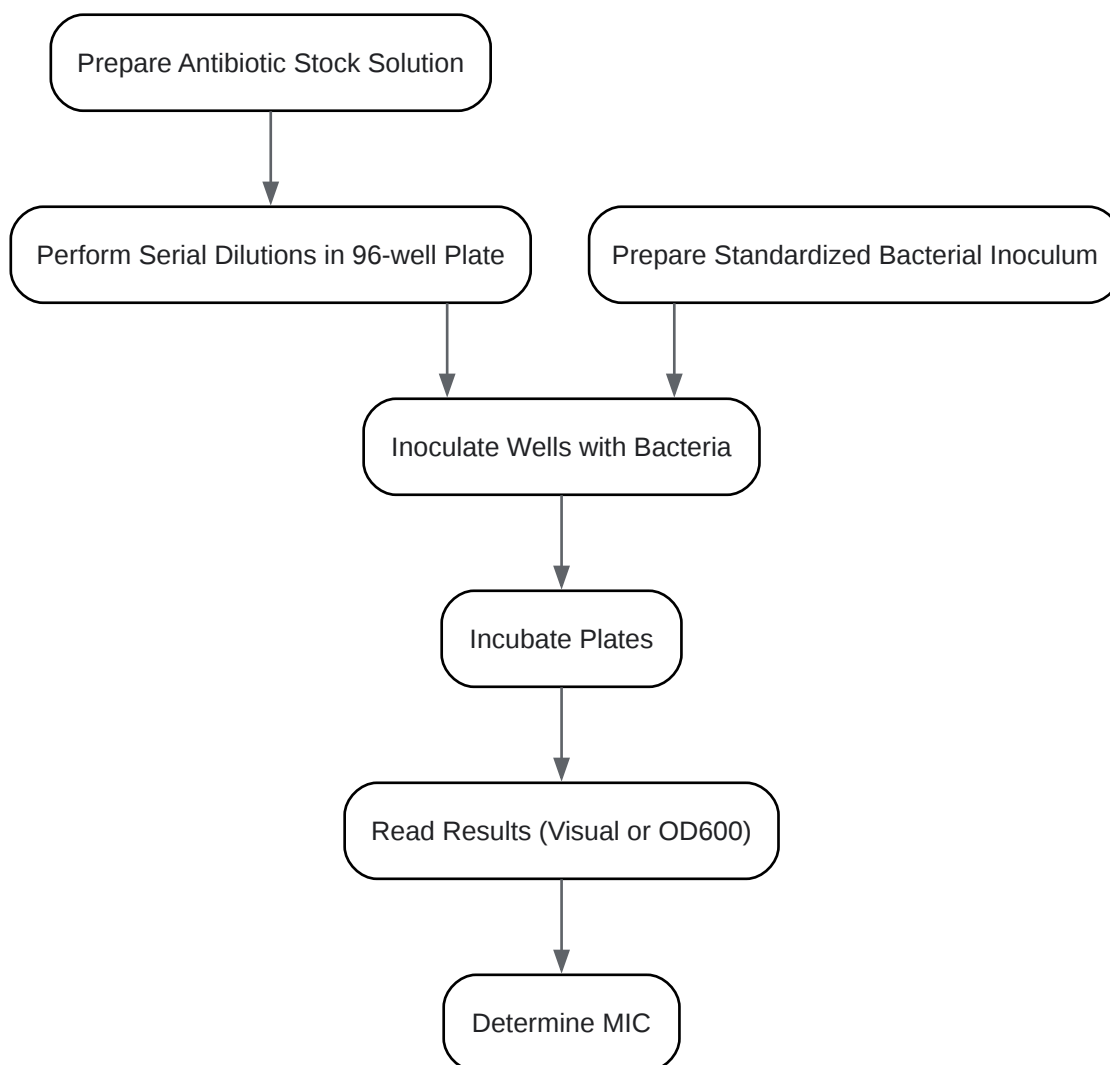 Prepare Antibiotic Stock Solution
Perform Serial Dilutions in 96-well Plate
Prepare Standardized Bacterial Inoculum
Inoculate Wells with Bacteria
Incubate Plates
Read Results (Visual or OD600)
Determine MIC